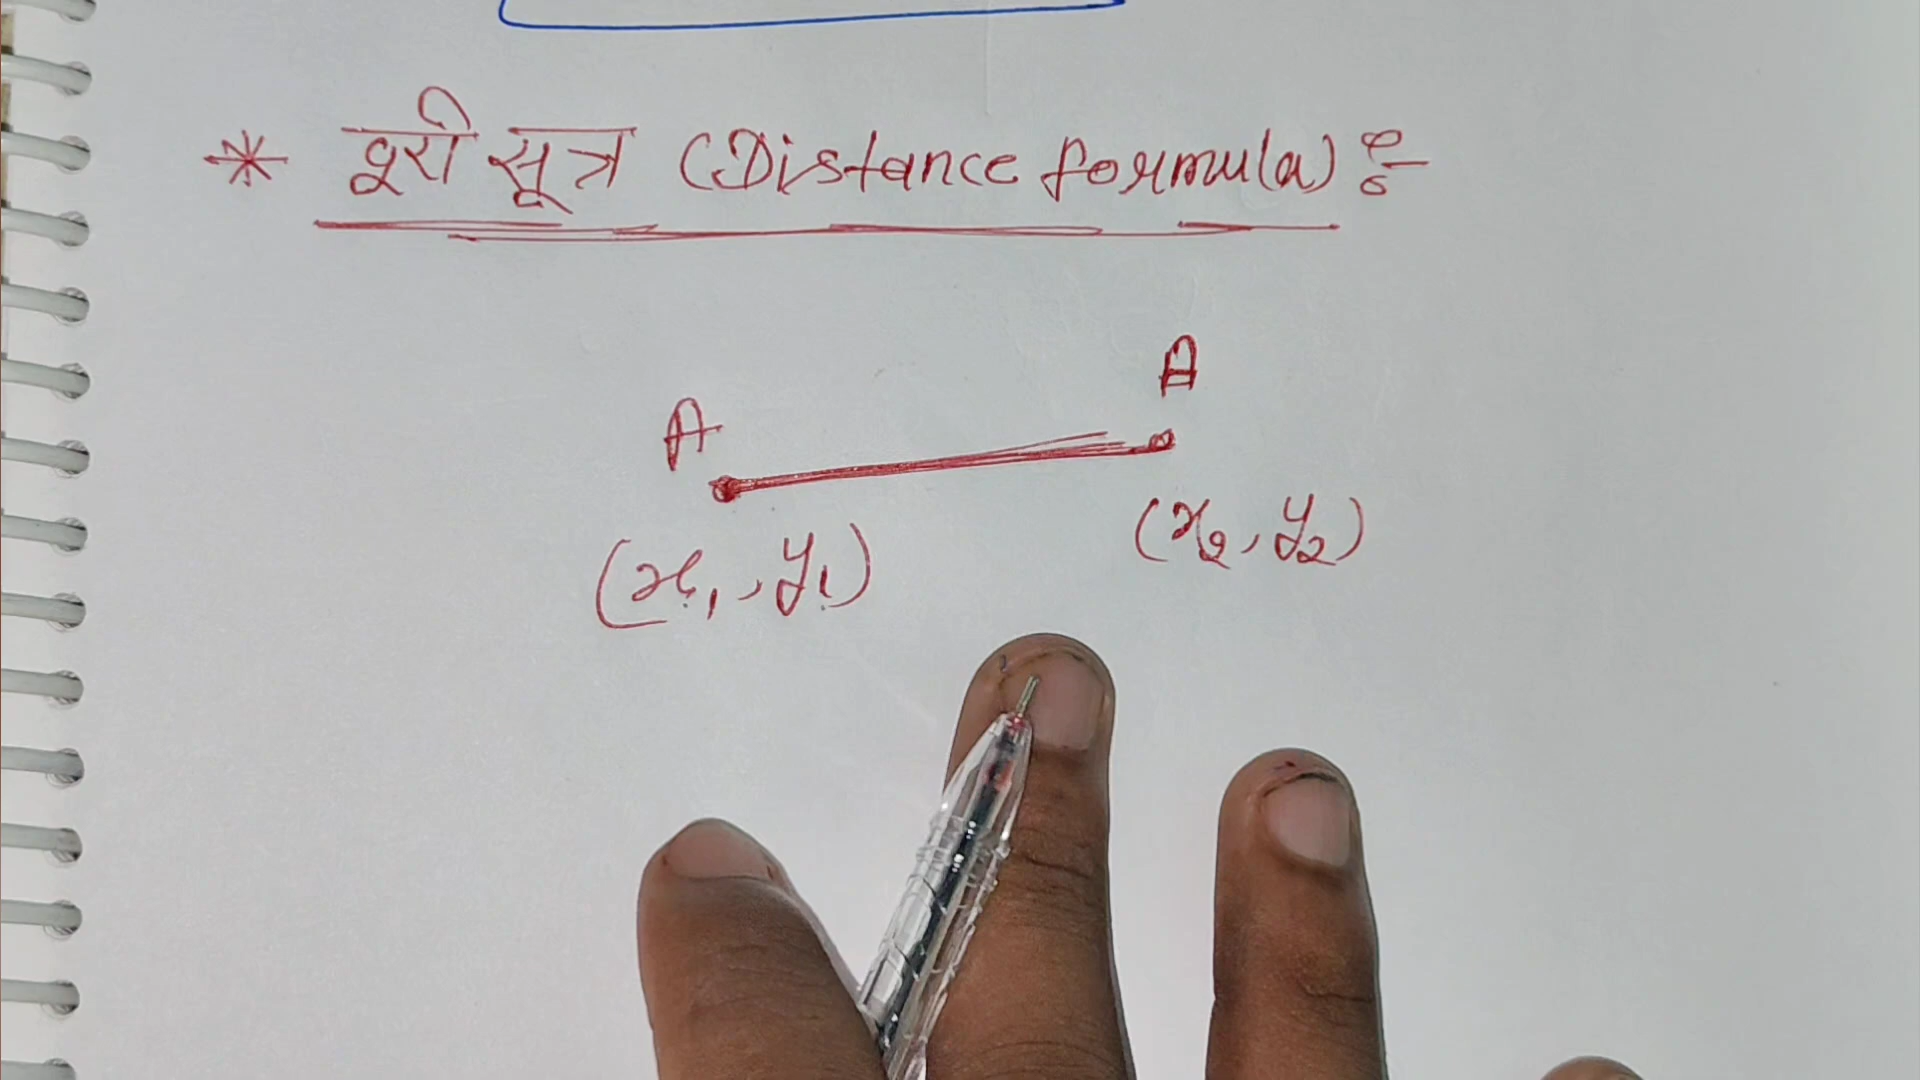 * दूरी सूत्र (Distance formula) :-
A
A
(x₁, y₁)
(x₂, y₂)